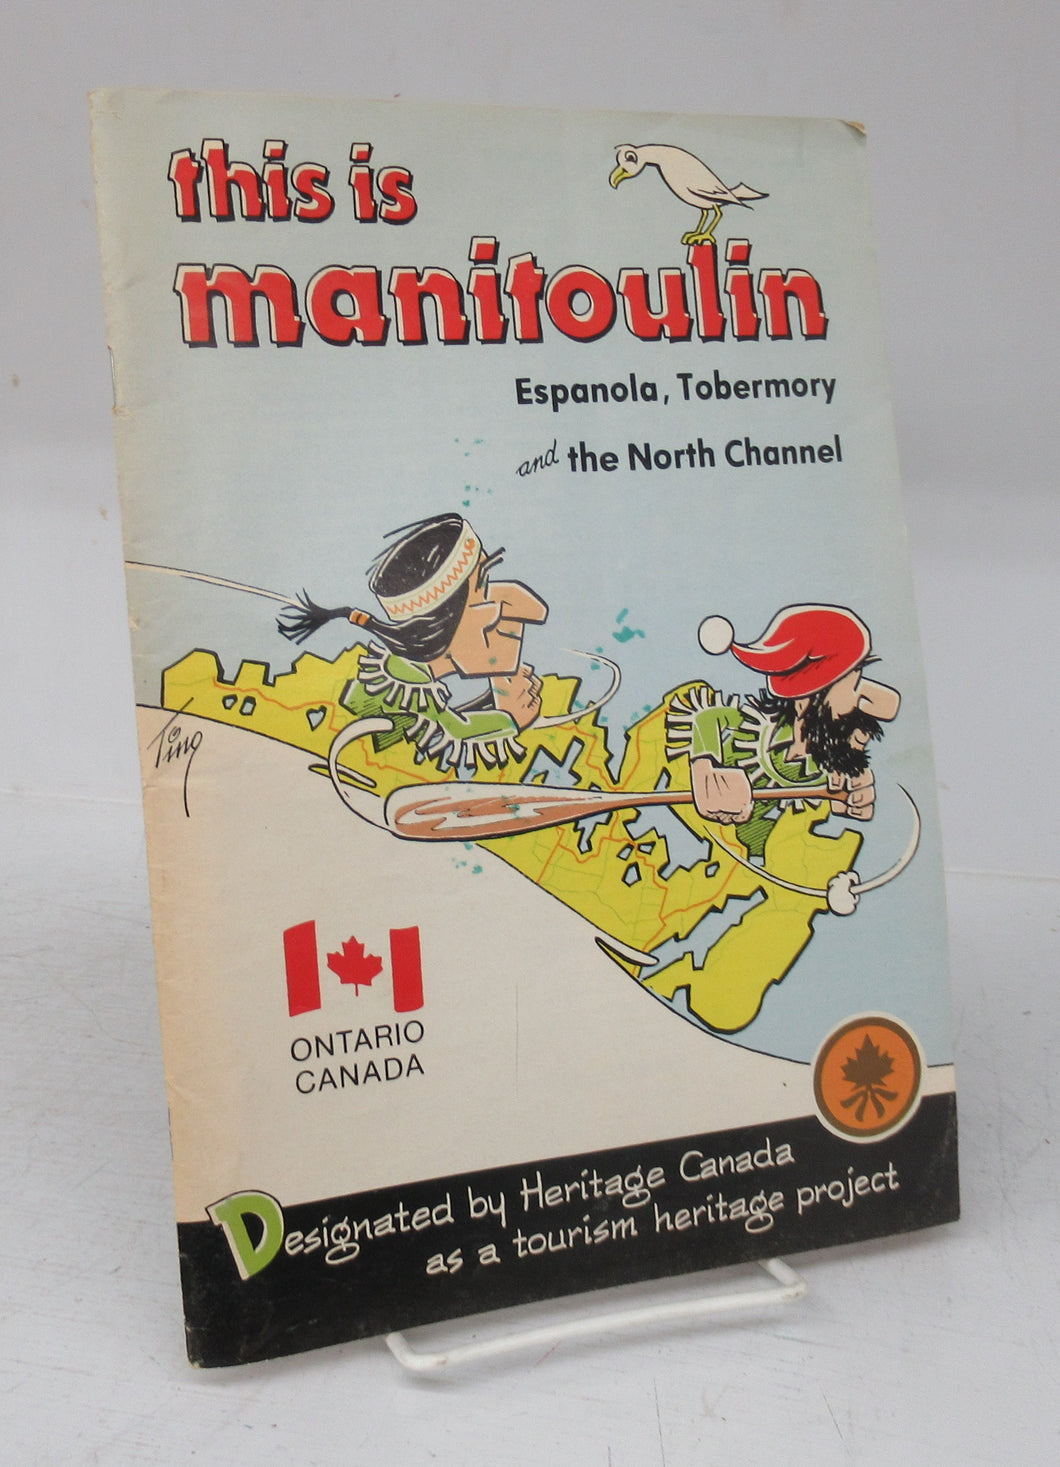 this is
manitoulin
Espanola, Tobermory
and the North Channel
Ting
ONTARIO
CANADA
Designated by Heritage Canada
as a tourism heritage project